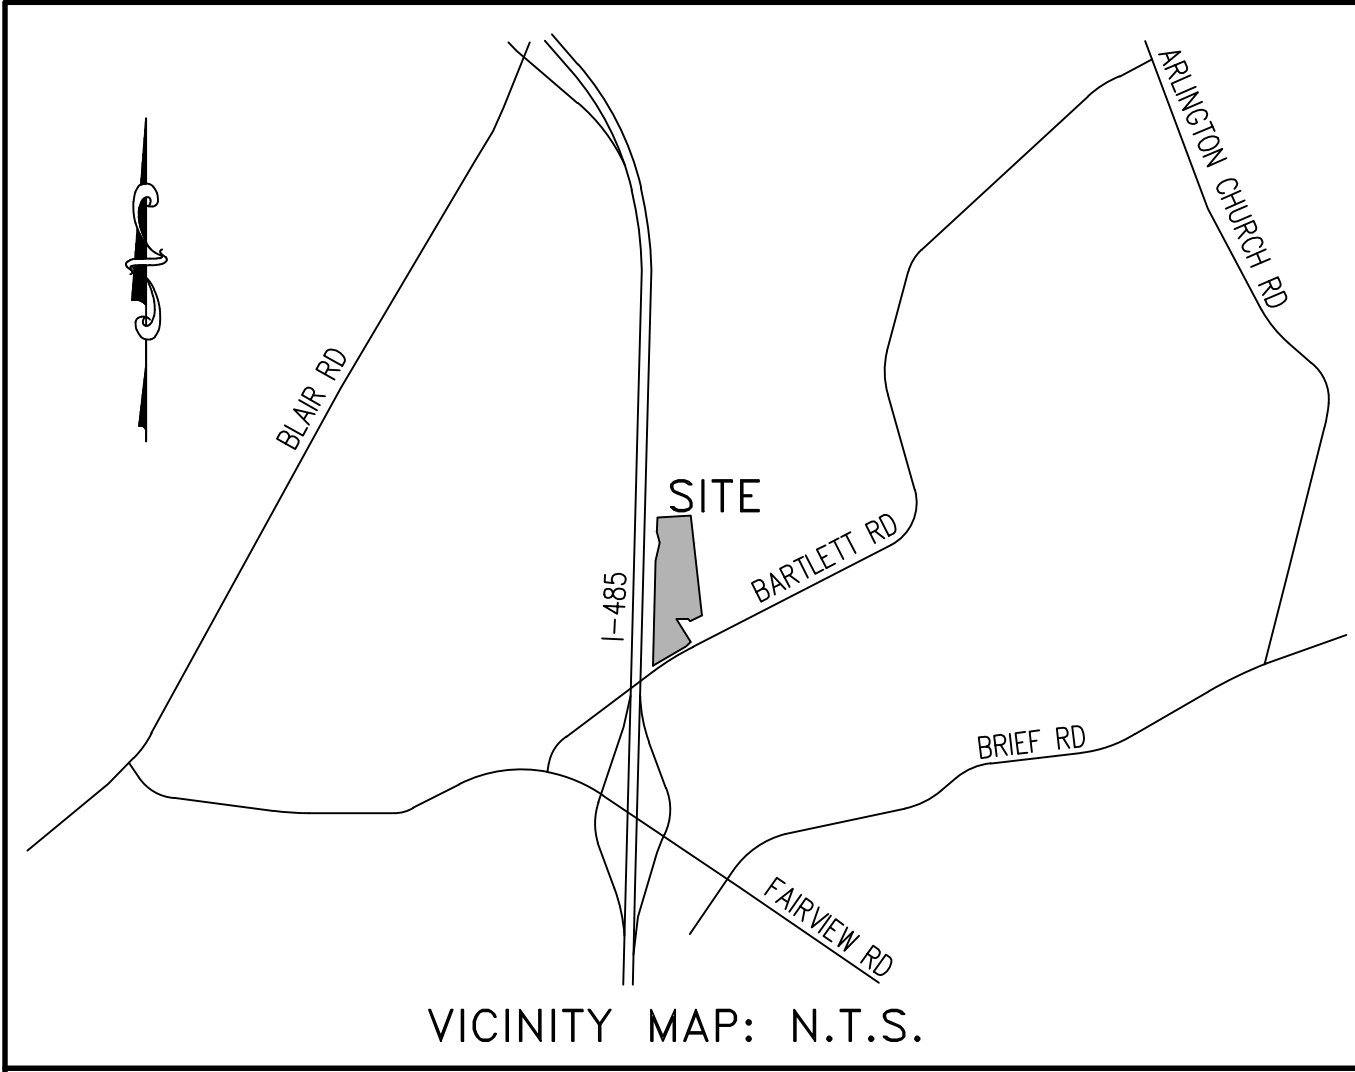 ARLINGTON CHURCH RD
BLAIR RD
SITE
BARTLETT RD
I-485
BRIEF RD
FAIRVIEW RD
VICINITY MAP: N.T.S.